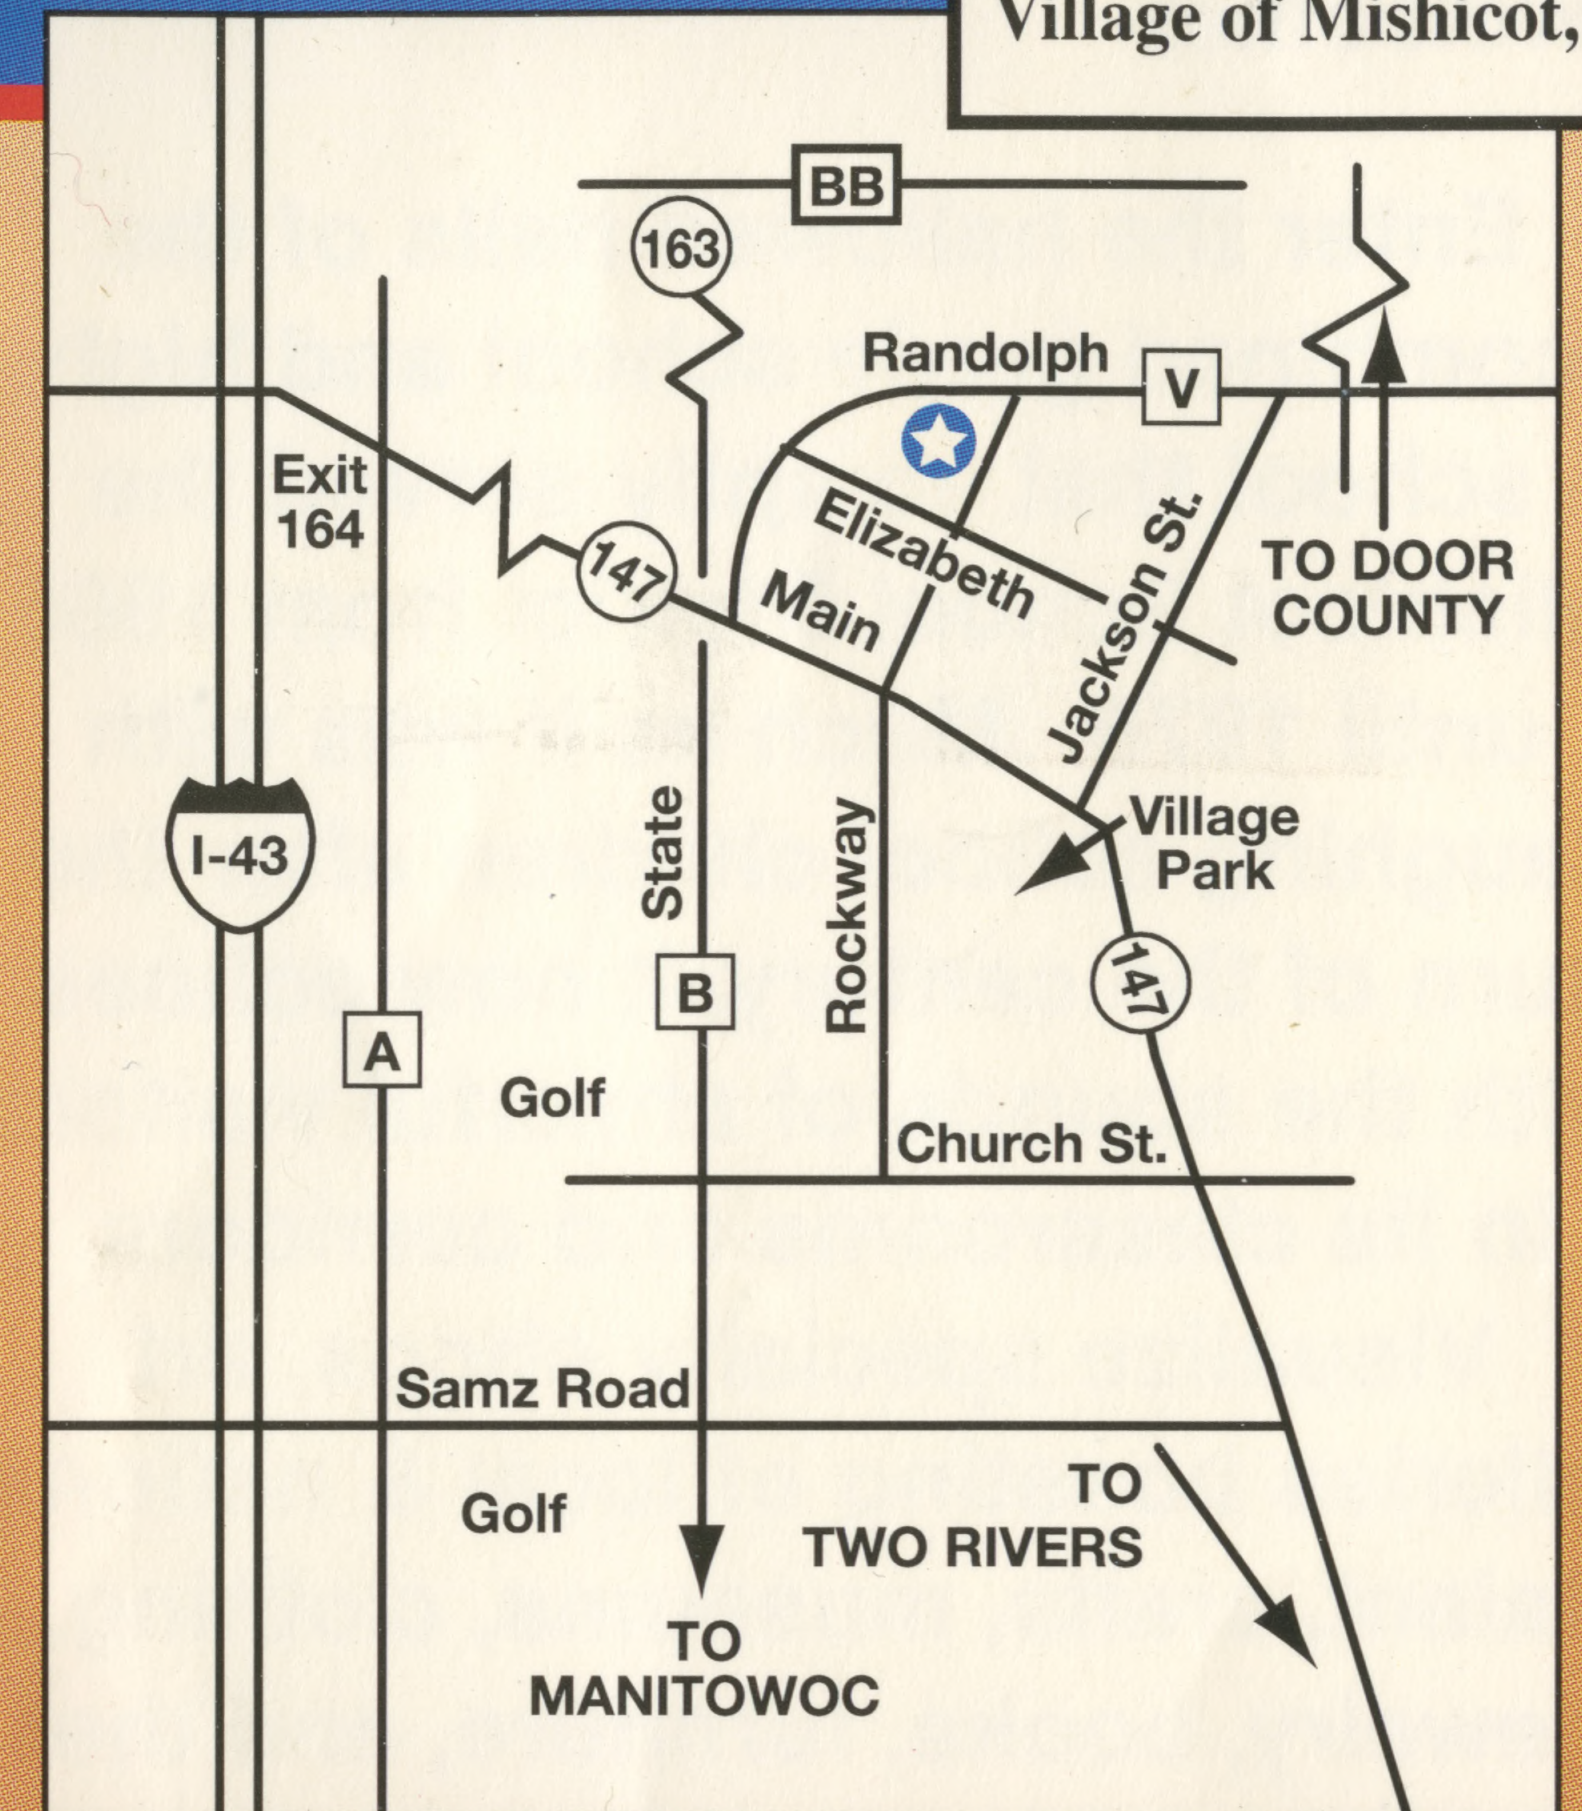 Village of Mishicot,
BB
163
Randolph
V
Exit
164
147
Elizabeth
Main
Jackson St.
TO DOOR
COUNTY
I-43
State
Rockway
Village
Park
B
147
A
Golf
Church St.
Samz Road
Golf
TO
TWO RIVERS
TO
MANITOWOC